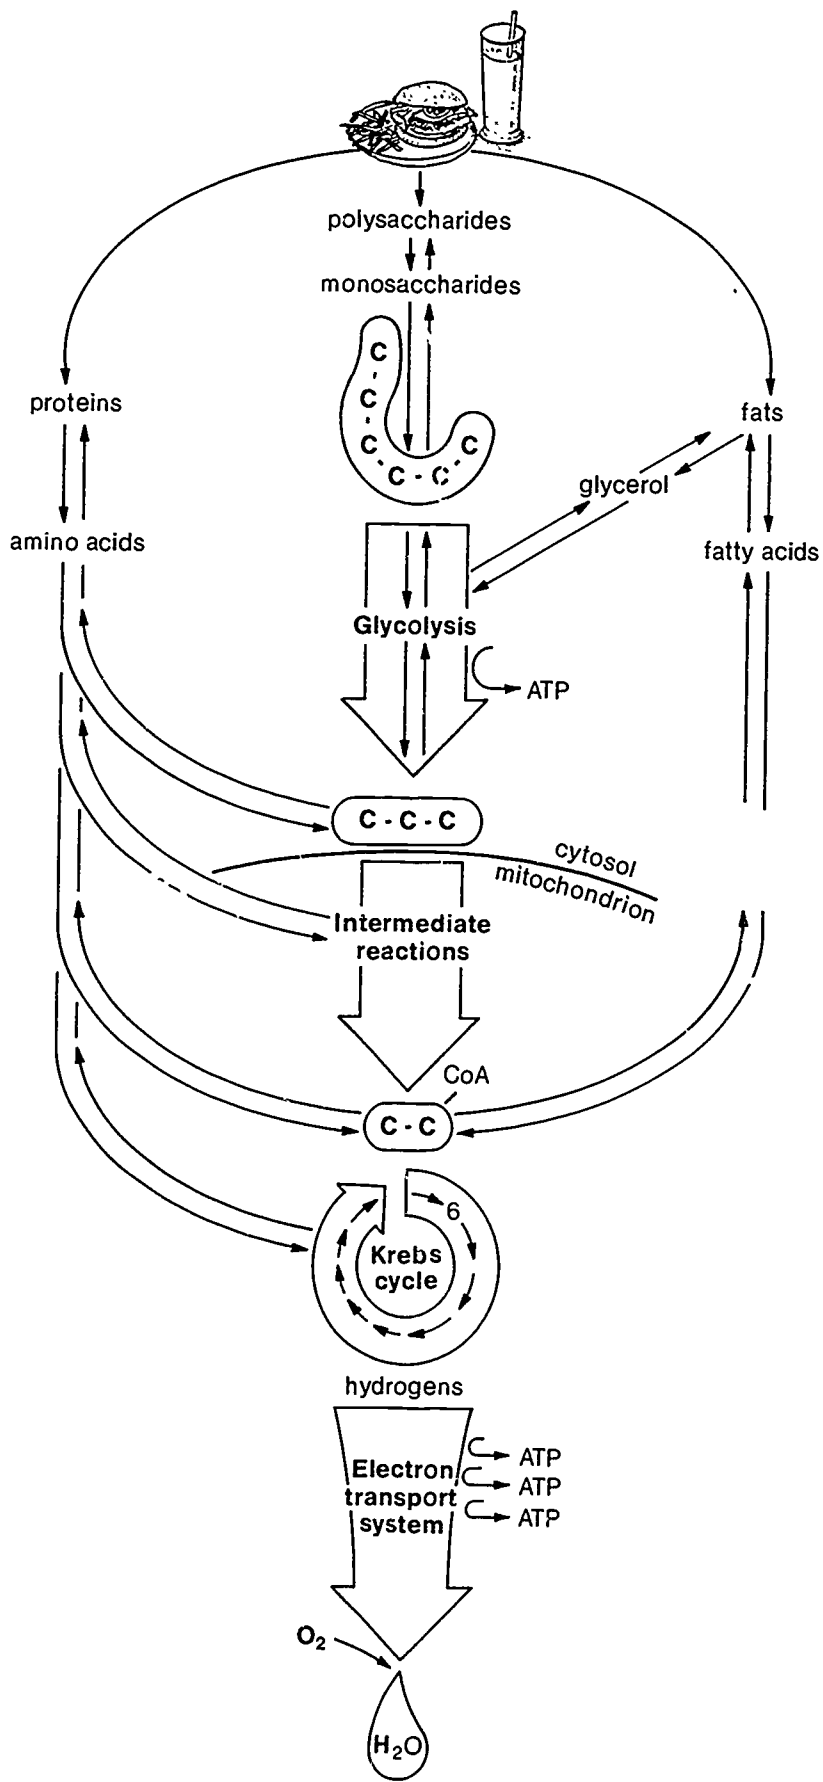 polysaccharides
monosaccharides
C
C
C
C - C
C
proteins
fats
glycerol
amino acids
fatty acids
Glycolysis
ATP
C - C - C
cytosol
mitochondrion
Intermediate
reactions
CoA
C - C
6
Krebs
cycle
hydrogens
Electron
transport
system
ATP
ATP
ATP
O₂
H₂O